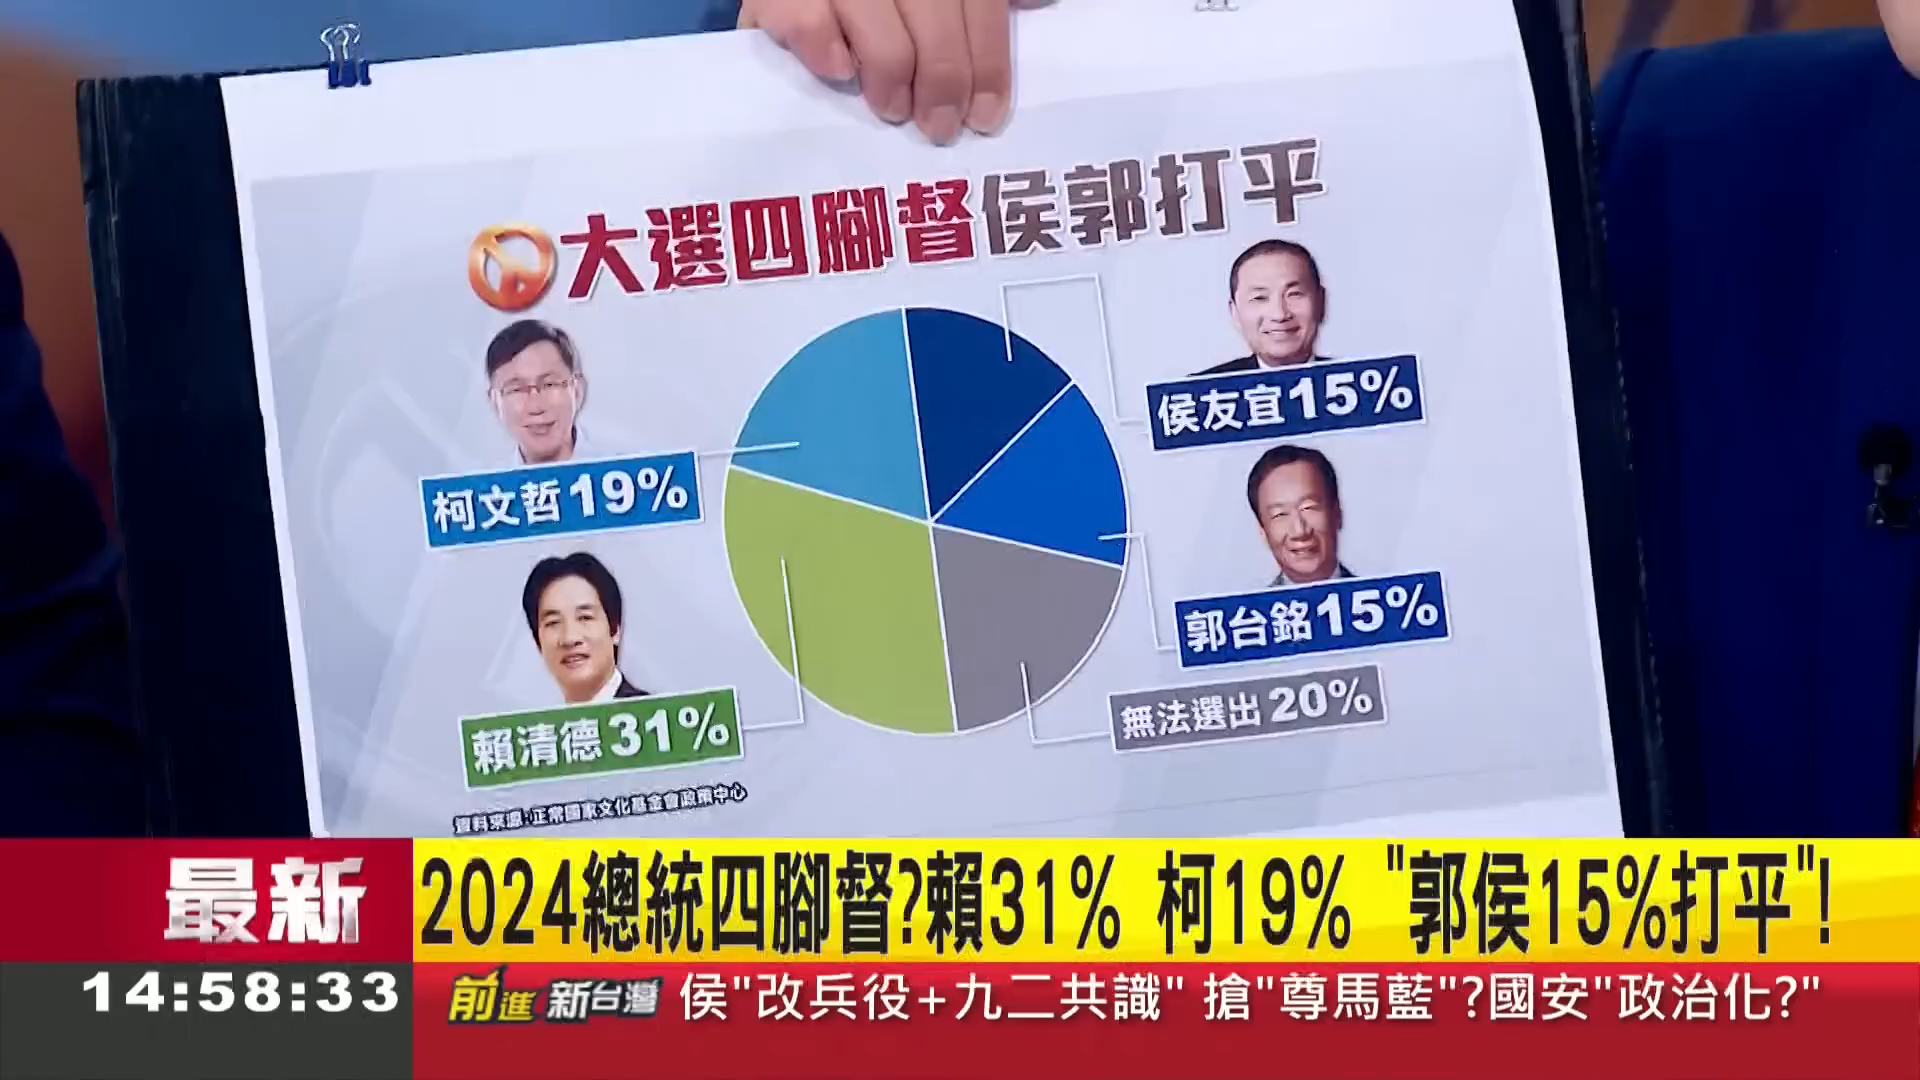 大選四腳督侯郭打平
侯友宜15%
柯文哲19%
郭台銘15%
賴清德31%
無法選出20%
資料來源:正常國家文化基金會政策中心
最新
2024總統四腳督?賴31% 柯19% "郭侯15%打平"!
14:58:33
前進新台灣
侯"改兵役+九二共識" 搶"尊馬藍"?國安"政治化?"